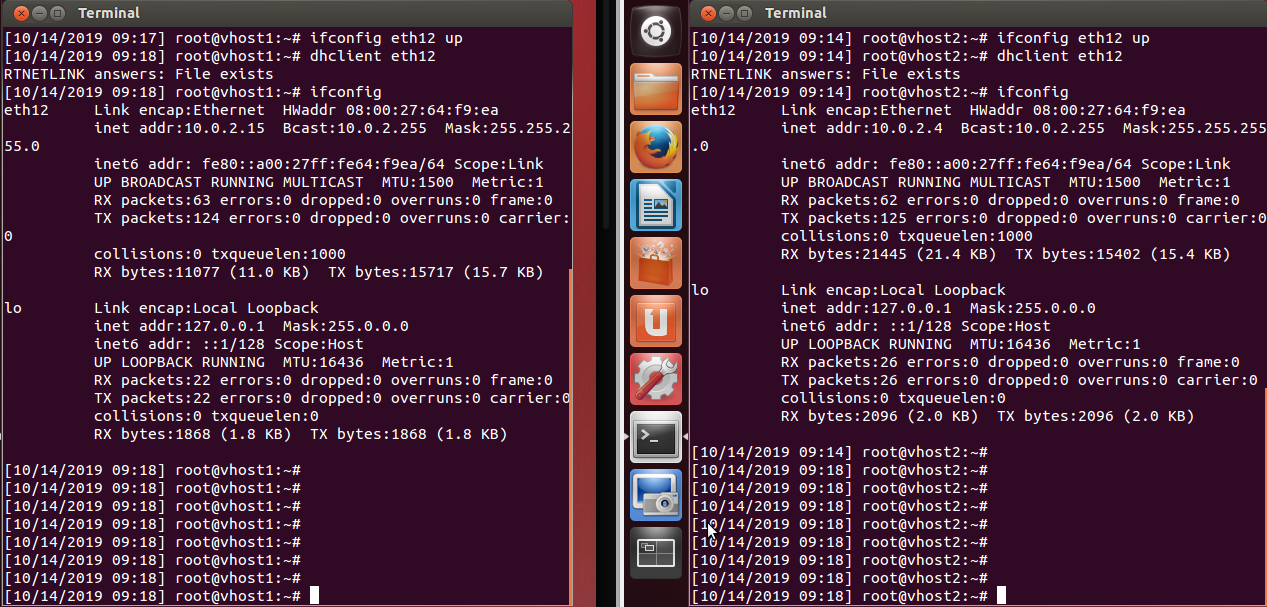 Terminal
[10/14/2019 09:17] root@vhost1:~# ifconfig eth12 up
[10/14/2019 09:18] root@vhost1:~# dhclient eth12
RTNETLINK answers: File exists
[10/14/2019 09:18] root@vhost1:~# ifconfig
eth12     Link encap:Ethernet  HWaddr 08:00:27:64:f9:ea
          inet addr:10.0.2.15  Bcast:10.0.2.255  Mask:255.255.2
55.0
          inet6 addr: fe80::a00:27ff:fe64:f9ea/64 Scope:Link
          UP BROADCAST RUNNING MULTICAST  MTU:1500  Metric:1
          RX packets:63 errors:0 dropped:0 overruns:0 frame:0
          TX packets:124 errors:0 dropped:0 overruns:0 carrier:
0
          collisions:0 txqueuelen:1000
          RX bytes:11077 (11.0 KB)  TX bytes:15717 (15.7 KB)
lo        Link encap:Local Loopback
          inet addr:127.0.0.1  Mask:255.0.0.0
          inet6 addr: ::1/128 Scope:Host
          UP LOOPBACK RUNNING  MTU:16436  Metric:1
          RX packets:22 errors:0 dropped:0 overruns:0 frame:0
          TX packets:22 errors:0 dropped:0 overruns:0 carrier:0
          collisions:0 txqueuelen:0
          RX bytes:1868 (1.8 KB)  TX bytes:1868 (1.8 KB)
[10/14/2019 09:18] root@vhost1:~#
[10/14/2019 09:18] root@vhost1:~#
[10/14/2019 09:18] root@vhost1:~#
[10/14/2019 09:18] root@vhost1:~#
[10/14/2019 09:18] root@vhost1:~#
[10/14/2019 09:18] root@vhost1:~#
[10/14/2019 09:18] root@vhost1:~#
[10/14/2019 09:18] root@vhost1:~#
Terminal
[10/14/2019 09:14] root@vhost2:~# ifconfig eth12 up
[10/14/2019 09:14] root@vhost2:~# dhclient eth12
RTNETLINK answers: File exists
[10/14/2019 09:14] root@vhost2:~# ifconfig
eth12     Link encap:Ethernet  HWaddr 08:00:27:64:f9:ea
          inet addr:10.0.2.4  Bcast:10.0.2.255  Mask:255.255.255
.0
          inet6 addr: fe80::a00:27ff:fe64:f9ea/64 Scope:Link
          UP BROADCAST RUNNING MULTICAST  MTU:1500  Metric:1
          RX packets:62 errors:0 dropped:0 overruns:0 frame:0
          TX packets:125 errors:0 dropped:0 overruns:0 carrier:0
          collisions:0 txqueuelen:1000
          RX bytes:21445 (21.4 KB)  TX bytes:15402 (15.4 KB)
lo        Link encap:Local Loopback
          inet addr:127.0.0.1  Mask:255.0.0.0
          inet6 addr: ::1/128 Scope:Host
          UP LOOPBACK RUNNING  MTU:16436  Metric:1
          RX packets:26 errors:0 dropped:0 overruns:0 frame:0
          TX packets:26 errors:0 dropped:0 overruns:0 carrier:0
          collisions:0 txqueuelen:0
          RX bytes:2096 (2.0 KB)  TX bytes:2096 (2.0 KB)
[10/14/2019 09:14] root@vhost2:~#
[10/14/2019 09:18] root@vhost2:~#
[10/14/2019 09:18] root@vhost2:~#
[10/14/2019 09:18] root@vhost2:~#
[10/14/2019 09:18] root@vhost2:~#
[10/14/2019 09:18] root@vhost2:~#
[10/14/2019 09:18] root@vhost2:~#
[10/14/2019 09:18] root@vhost2:~#
[10/14/2019 09:18] root@vhost2:~#